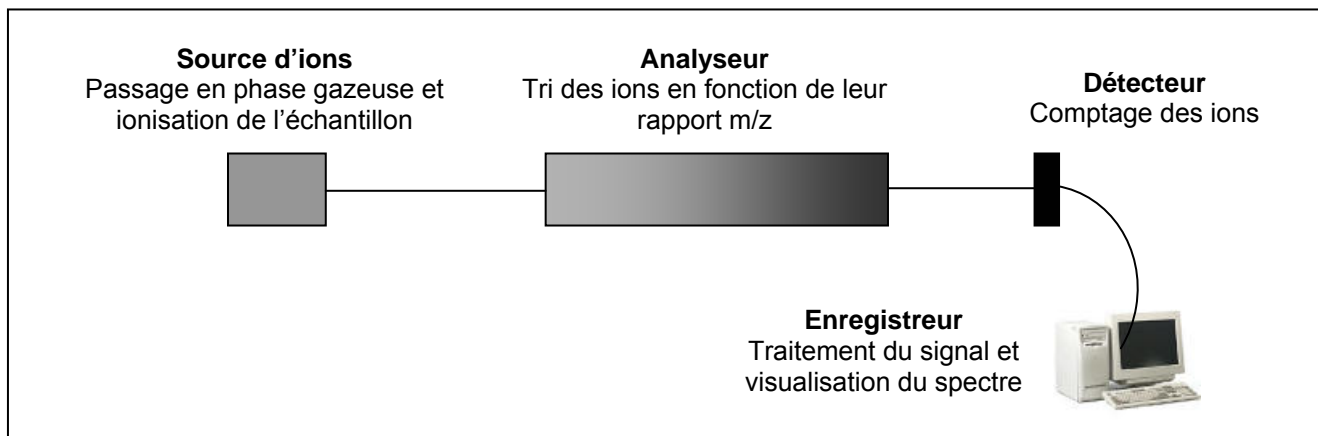 Source d’ions
Passage en phase gazeuse et
ionisation de l’échantillon
Analyseur
Tri des ions en fonction de leur
rapport m/z
Détecteur
Comptage des ions
Enregistreur
Traitement du signal et
visualisation du spectre